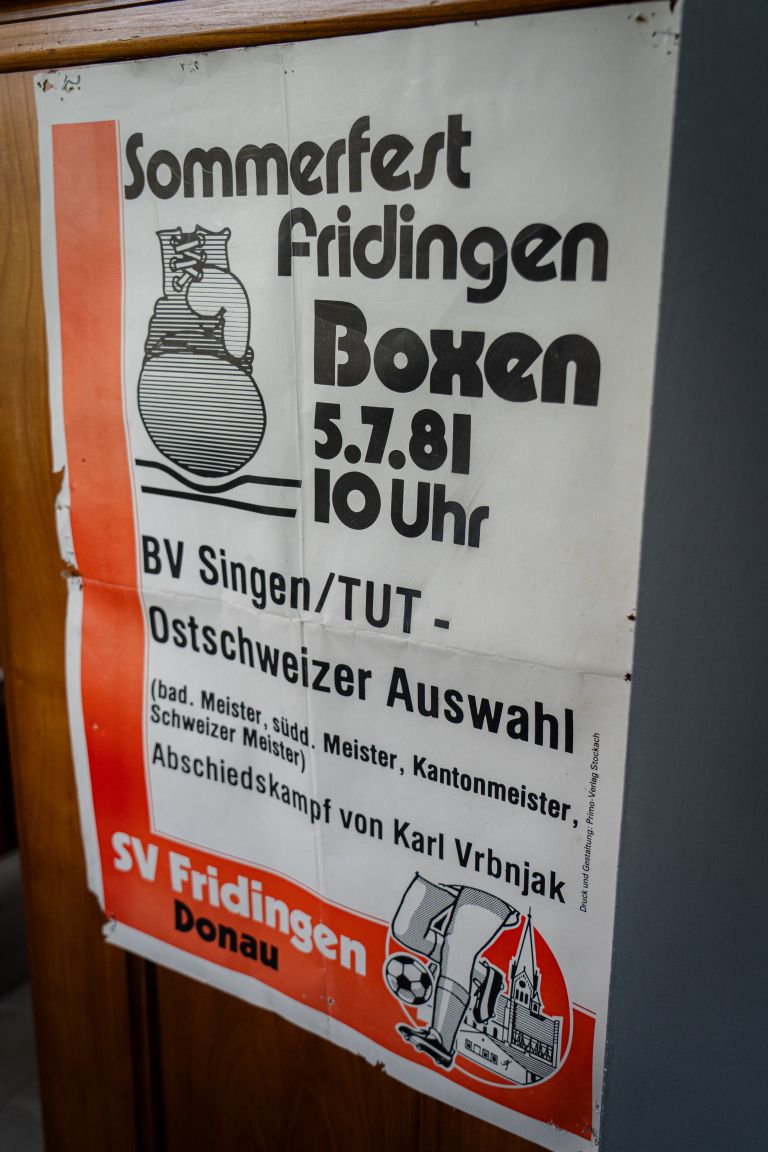 Sommerfest
Fridingen
Boxen
5.7.81
10 Uhr
BV Singen/TUT -
Ostschweizer Auswahl
(bad. Meister, südd. Meister, Kantonmeister,
Schweizer Meister)
Abschiedskampf von Karl Vrbnjak
Druck und Gestaltung: Primo-Verlag Stockach
SV Fridingen
Donau